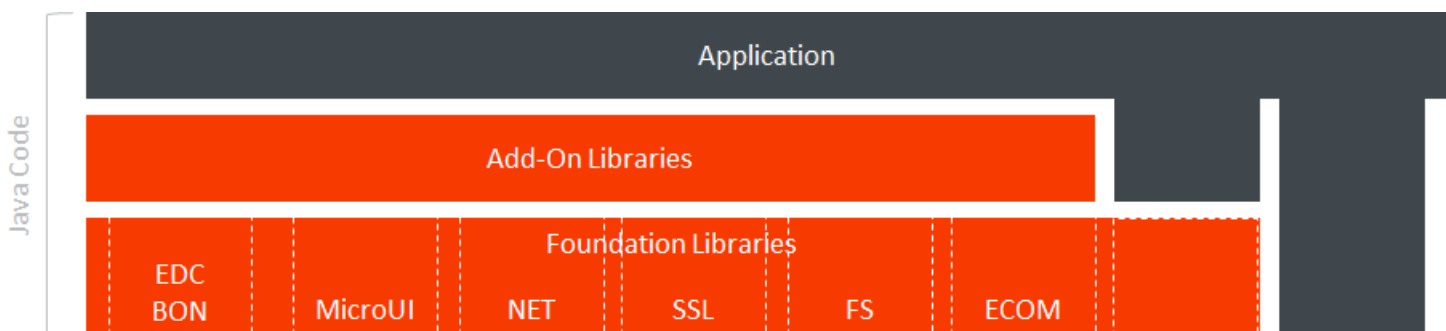 Application
Java Code
Add-On Libraries
Foundation Libraries
EDC
BON
MicroUI
NET
SSL
FS
ECOM